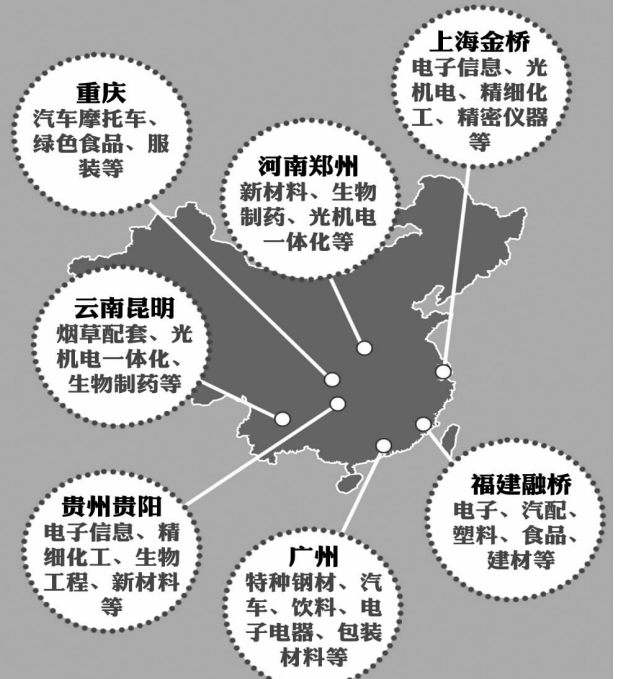 上海金桥
电子信息、光
机电、精细化
工、精密仪器
等
重庆
汽车摩托车、
绿色食品、服
装等
河南郑州
新材料、生物
制药、光机电
一体化等
云南昆明
烟草配套、光
机电一体化、
生物制药等
贵州贵阳
电子信息、精
细化工、生物
工程、新材料
等
广州
特种钢材、汽
车、饮料、电
子电器、包装
材料等
福建融桥
电子、汽配、
塑料、食品、
建材等